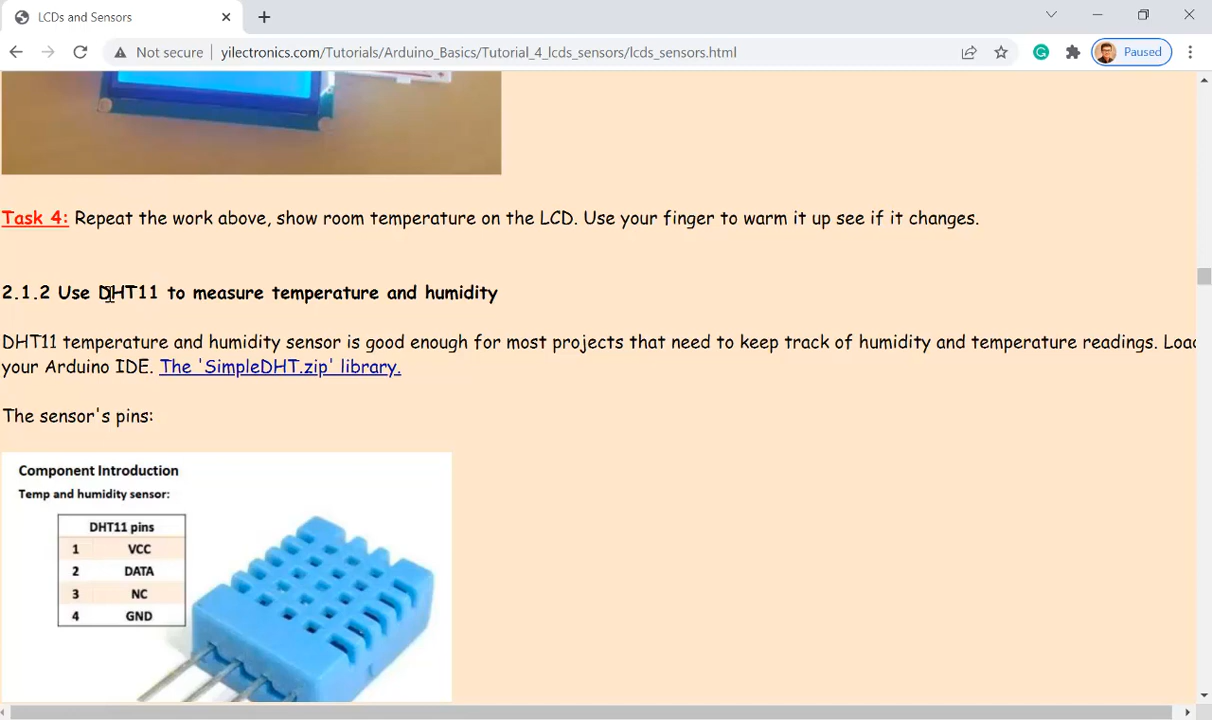 LCDs and Sensors
Not secure yilectronics.com/Tutorials/Arduino_Basics/Tutorial_4_lcds_sensors/lcds_sensors.html Paused
Task 4: Repeat the work above, show room temperature on the LCD. Use your finger to warm it up see if it changes.
2.1.2 Use DHT11 to measure temperature and humidity
DHT11 temperature and humidity sensor is good enough for most projects that need to keep track of humidity and temperature readings.
your Arduino IDE. The 'SimpleDHT.zip' library.
The sensor's pins:
Component Introduction
Temp and humidity sensor:
DHT11 pins
1 VCC
2 DATA
3 NC
4 GND